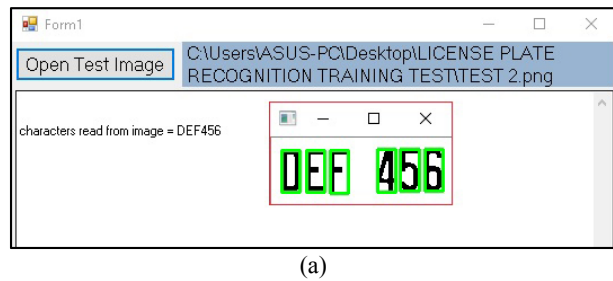 Form1
Open Test Image
C:\Users\ASUS-PC\Desktop\LICENSE PLATE
RECOGNITION TRAINING TEST\TEST 2.png
characters read from image = DEF456
DEF 456
(a)